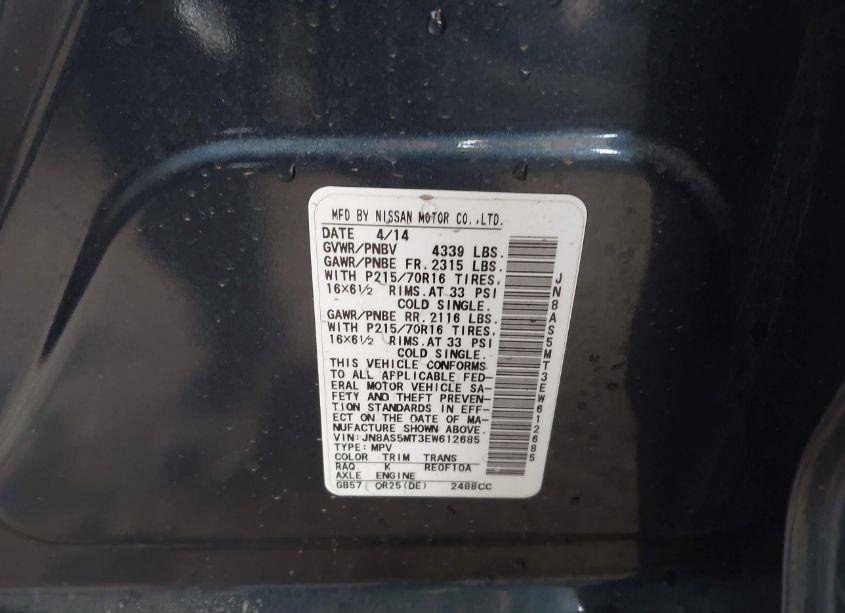 MFD BY NISSAN MOTOR CO.,LTD.
DATE 4/14
GVWR/PNBV 4339 LBS.
GAWR/PNBE FR. 2315 LBS.
WITH P215/70R16 TIRES,
16×6½ RIMS. AT 33 PSI
COLD SINGLE.
GAWR/PNBE RR. 2116 LBS.
WITH P215/70R16 TIRES,
16×6½ RIMS. AT 33 PSI
COLD SINGLE.
THIS VEHICLE CONFORMS
TO ALL APPLICABLE FED-
ERAL MOTOR VEHICLE SA-
FETY AND THEFT PREVEN-
TION STANDARDS IN EFF-
ECT ON THE DATE OF MA-
NUFACTURE SHOWN ABOVE.
VIN:JN8AS5MT3EW612685
TYPE: MPV
COLOR TRIM TRANS
RAQ K RE0F10A
AXLE ENGINE
GB57 QR25(DE) 2488CC
JN8AS5MT3EW612685